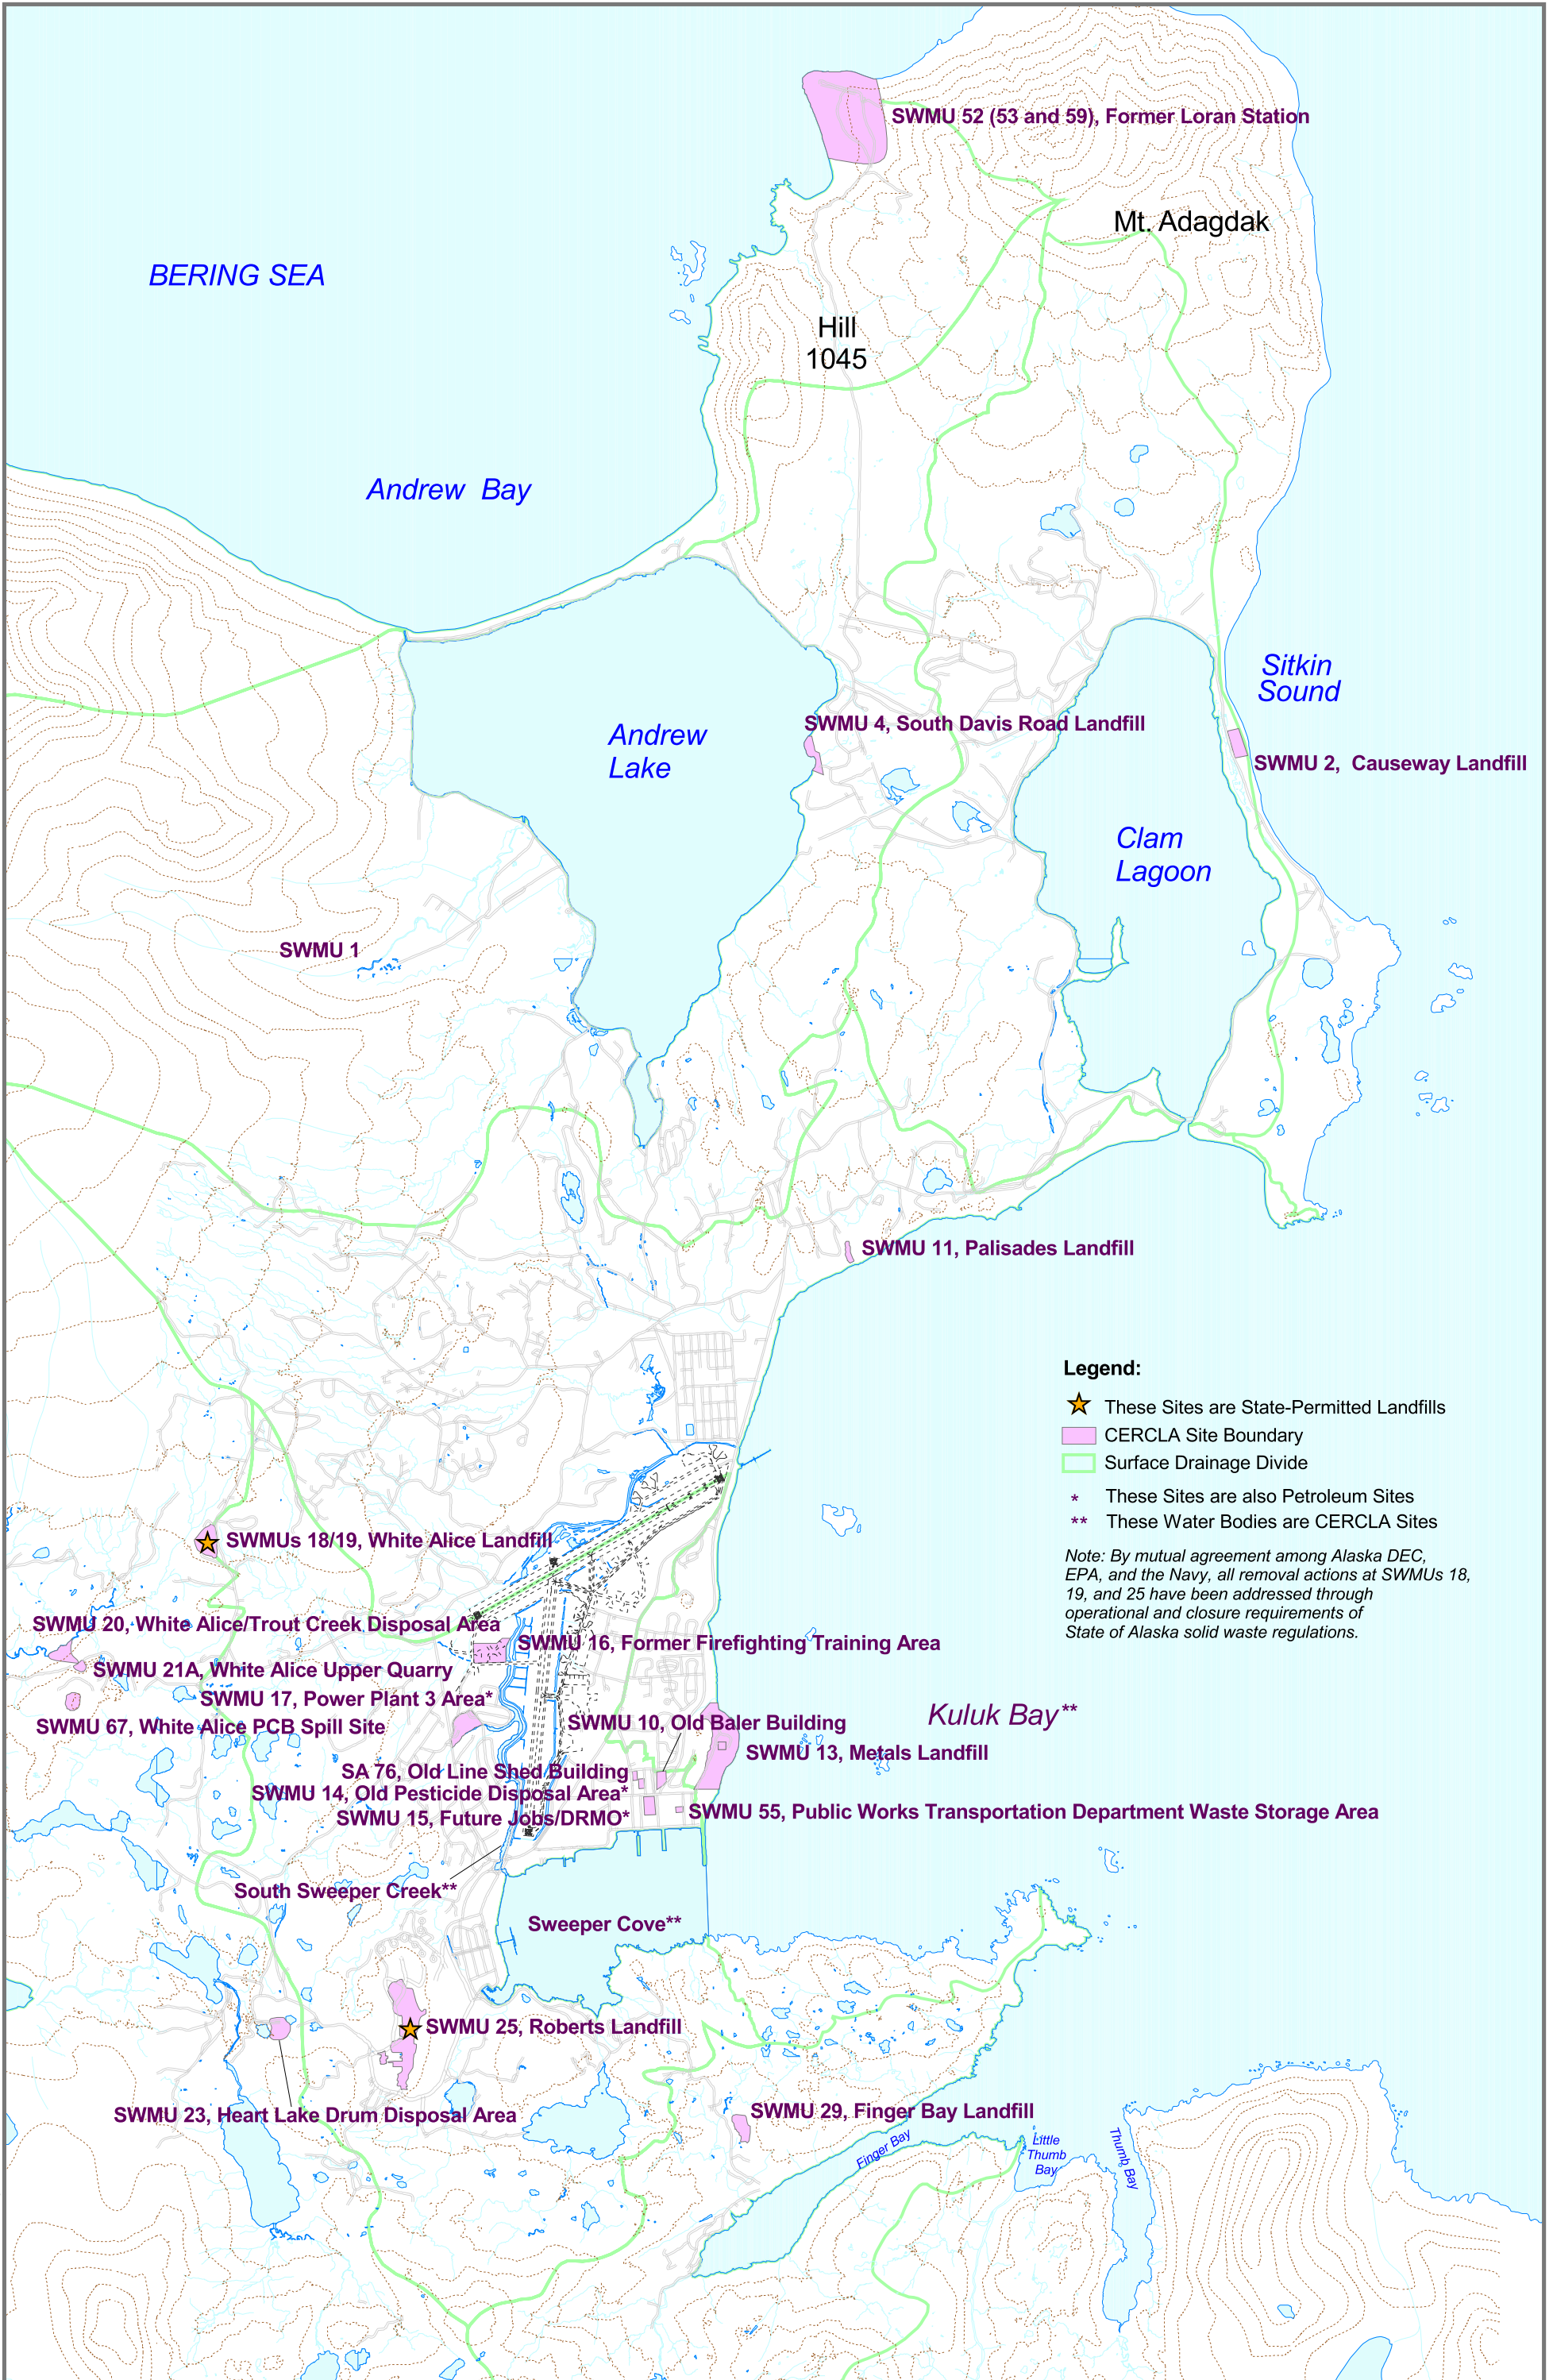 SWMU 52 (53 and 59), Former Loran Station
Mt. Adagdak
BERING SEA
Hill
1045
Andrew Bay
Sitkin
Sound
SWMU 4, South Davis Road Landfill
Andrew
Lake
SWMU 2, Causeway Landfill
Clam
Lagoon
SWMU 1
SWMU 11, Palisades Landfill
Legend:
These Sites are State-Permitted Landfills
CERCLA Site Boundary
Surface Drainage Divide
* These Sites are also Petroleum Sites
** These Water Bodies are CERCLA Sites
Note: By mutual agreement among Alaska DEC,
EPA, and the Navy, all removal actions at SWMUs 18,
19, and 25 have been addressed through
operational and closure requirements of
State of Alaska solid waste regulations.
SWMUs 18/19, White Alice Landfill
SWMU 20, White Alice/Trout Creek Disposal Area
SWMU 16, Former Firefighting Training Area
SWMU 21A, White Alice Upper Quarry
SWMU 17, Power Plant 3 Area*
Kuluk Bay**
SWMU 67, White Alice PCB Spill Site
SWMU 10, Old Baler Building
SWMU 13, Metals Landfill
SA 76, Old Line Shed Building
SWMU 14, Old Pesticide Disposal Area*
SWMU 15, Future Jobs/DRMO*
SWMU 55, Public Works Transportation Department Waste Storage Area
South Sweeper Creek**
Sweeper Cove**
SWMU 25, Roberts Landfill
SWMU 23, Heart Lake Drum Disposal Area
SWMU 29, Finger Bay Landfill
Finger Bay
Little
Thumb
Bay
Thumb Bay